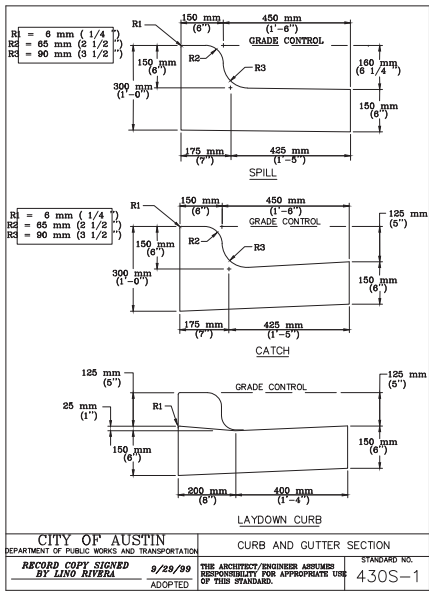 R1
150 mm
(6")
450 mm
(1'-6")
R1 = 6 mm ( 1/4 ")
R2 = 65 mm (2 1/2 ")
R3 = 90 mm (3 1/2 ")
GRADE CONTROL
150 mm
(6")
R2
R3
160 mm
(6 1/4 ")
300 mm
(1'-0")
150 mm
(6")
175 mm
(7")
425 mm
(1'-5")
SPILL
R1
150 mm
(6")
450 mm
(1'-6")
125 mm
(5")
R1 = 6 mm ( 1/4 ")
R2 = 65 mm (2 1/2 ")
R3 = 90 mm (3 1/2 ")
GRADE CONTROL
150 mm
(6")
R2
R3
300 mm
(1'-0")
150 mm
(6")
175 mm
(7")
425 mm
(1'-5")
CATCH
125 mm
(5")
GRADE CONTROL
125 mm
(5")
25 mm
(1")
R1
150 mm
(6")
150 mm
(6")
200 mm
(8")
400 mm
(1'-4")
LAYDOWN CURB
CITY OF AUSTIN
DEPARTMENT OF PUBLIC WORKS AND TRANSPORTATION
CURB AND GUTTER SECTION
RECORD COPY SIGNED
BY LINO RIVERA
9/29/99
ADOPTED
THE ARCHITECT/ENGINEER ASSUMES
RESPONSIBILITY FOR APPROPRIATE USE
OF THIS STANDARD.
STANDARD NO.
430S-1